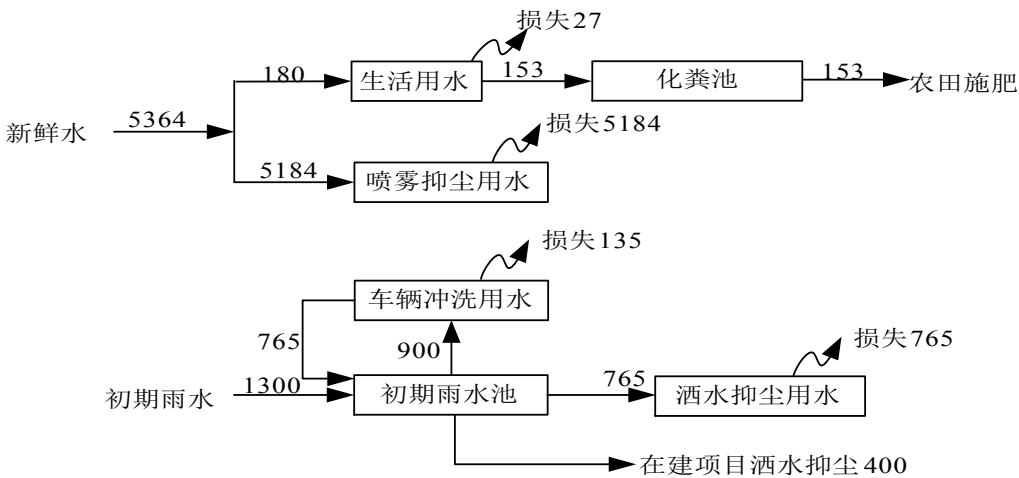 损失27
180
生活用水
153
化粪池
153
农田施肥
新鲜水
5364
损失5184
5184
喷雾抑尘用水
损失135
车辆冲洗用水
765
900
损失765
初期雨水
1300
初期雨水池
765
洒水抑尘用水
在建项目洒水抑尘400